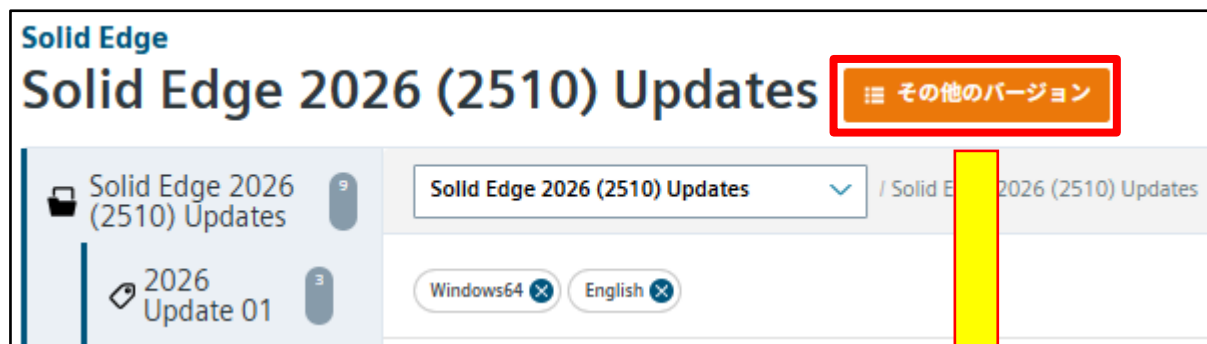 Solid Edge
Solid Edge 2026 (2510) Updates その他のバージョン
Solid Edge 2026
(2510) Updates
9
Solid Edge 2026 (2510) Updates
/ Solid E 2026 (2510) Updates
2026
Update 01
3
Windows64
English